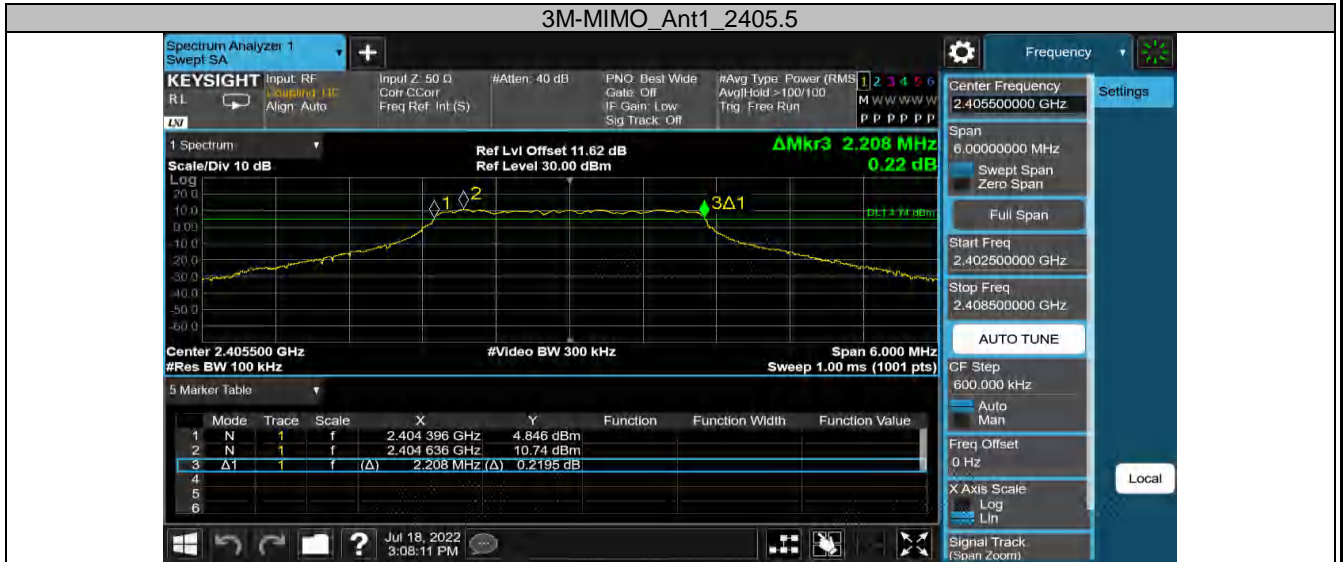 3M-MIMO_Ant1_2405.5
Spectrum Analyzer 1
Swept SA
Frequency
KEYSIGHT
RL
LXI
Input: RF
Coupling: DC
Align: Auto
Input Z: 50 Ω
Corr CCorr
Freq Ref: Int (S)
#Atten: 40 dB
PNO: Best Wide
Gate: Off
IF Gain: Low
Sig Track: Off
#Avg Type: Power (RMS
Avg|Hold:>100/100
Trig: Free Run
1 2 3 4 5 6
M W W W W W
P P P P P P
1 Spectrum
Scale/Div 10 dB
Ref Lvl Offset 11.62 dB
Ref Level 30.00 dBm
ΔMkr3 2.208 MHz
0.22 dB
Log
20.0
10.0
0.00
-10.0
-20.0
-30.0
-40.0
-50.0
-60.0
1
2
3Δ1
DL1 4.74 dBm
Center 2.405500 GHz
#Res BW 100 kHz
#Video BW 300 kHz
Span 6.000 MHz
Sweep 1.00 ms (1001 pts)
5 Marker Table
Mode Trace Scale X Y Function Function Width Function Value
1 N 1 f 2.404 396 GHz 4.846 dBm
2 N 1 f 2.404 636 GHz 10.74 dBm
3 Δ1 1 f (Δ) 2.208 MHz (Δ) 0.2195 dB
4
5
6
?
Jul 18, 2022
3:08:11 PM
Center Frequency
2.405500000 GHz
Settings
Span
6.00000000 MHz
Swept Span
Zero Span
Full Span
Start Freq
2.402500000 GHz
Stop Freq
2.408500000 GHz
AUTO TUNE
CF Step
600.000 kHz
Auto
Man
Freq Offset
0 Hz
X Axis Scale
Log
Lin
Local
Signal Track
(Span Zoom)